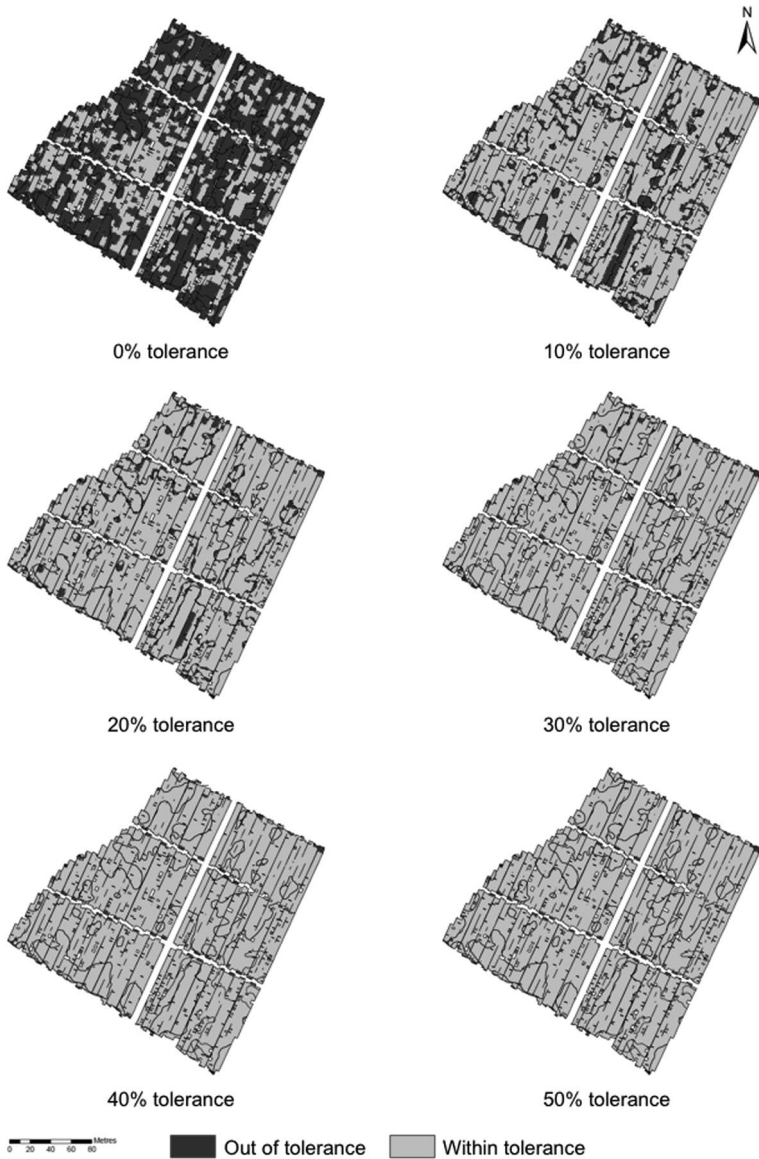 N
0% tolerance
10% tolerance
20% tolerance
30% tolerance
40% tolerance
50% tolerance
Metres
0 10 20 40 60 80
Out of tolerance
Within tolerance